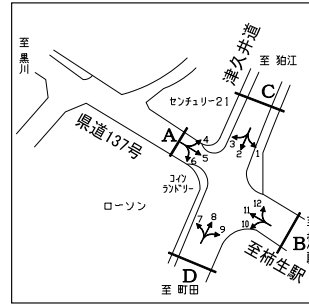 至黒川
津久井道
至 狛江
センチュリー21
C
県道137号
A
4
5
6
3
2
1
コイン
ランドリー
ローソン
12
11
10
B
7
8
9
至柿生駅
D
至 町田